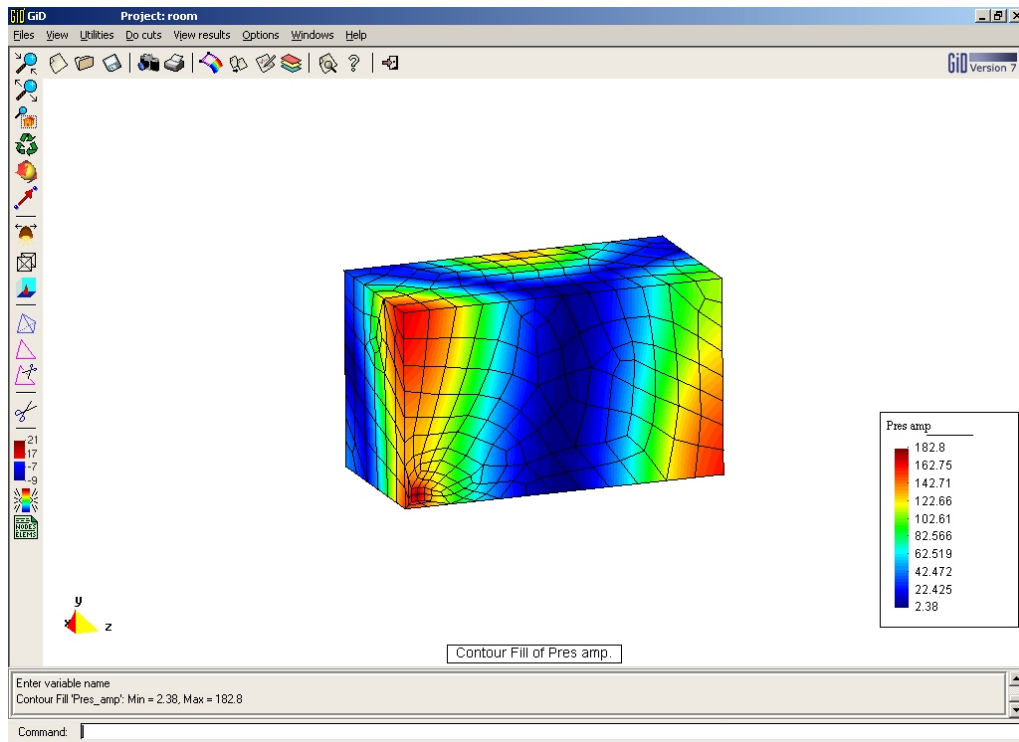 GiD GiD Project: room
Files View Utilities Do cuts View results Options Windows Help
?
GiD Version 7
21
17
-7
-9
NODES
ELEMS
Pres amp
182.8
162.75
142.71
122.66
102.61
82.566
62.519
42.472
22.425
2.38
y
x z
Contour Fill of Pres amp.
Enter variable name
Contour Fill 'Pres_amp': Min = 2.38, Max = 182.8
Command: